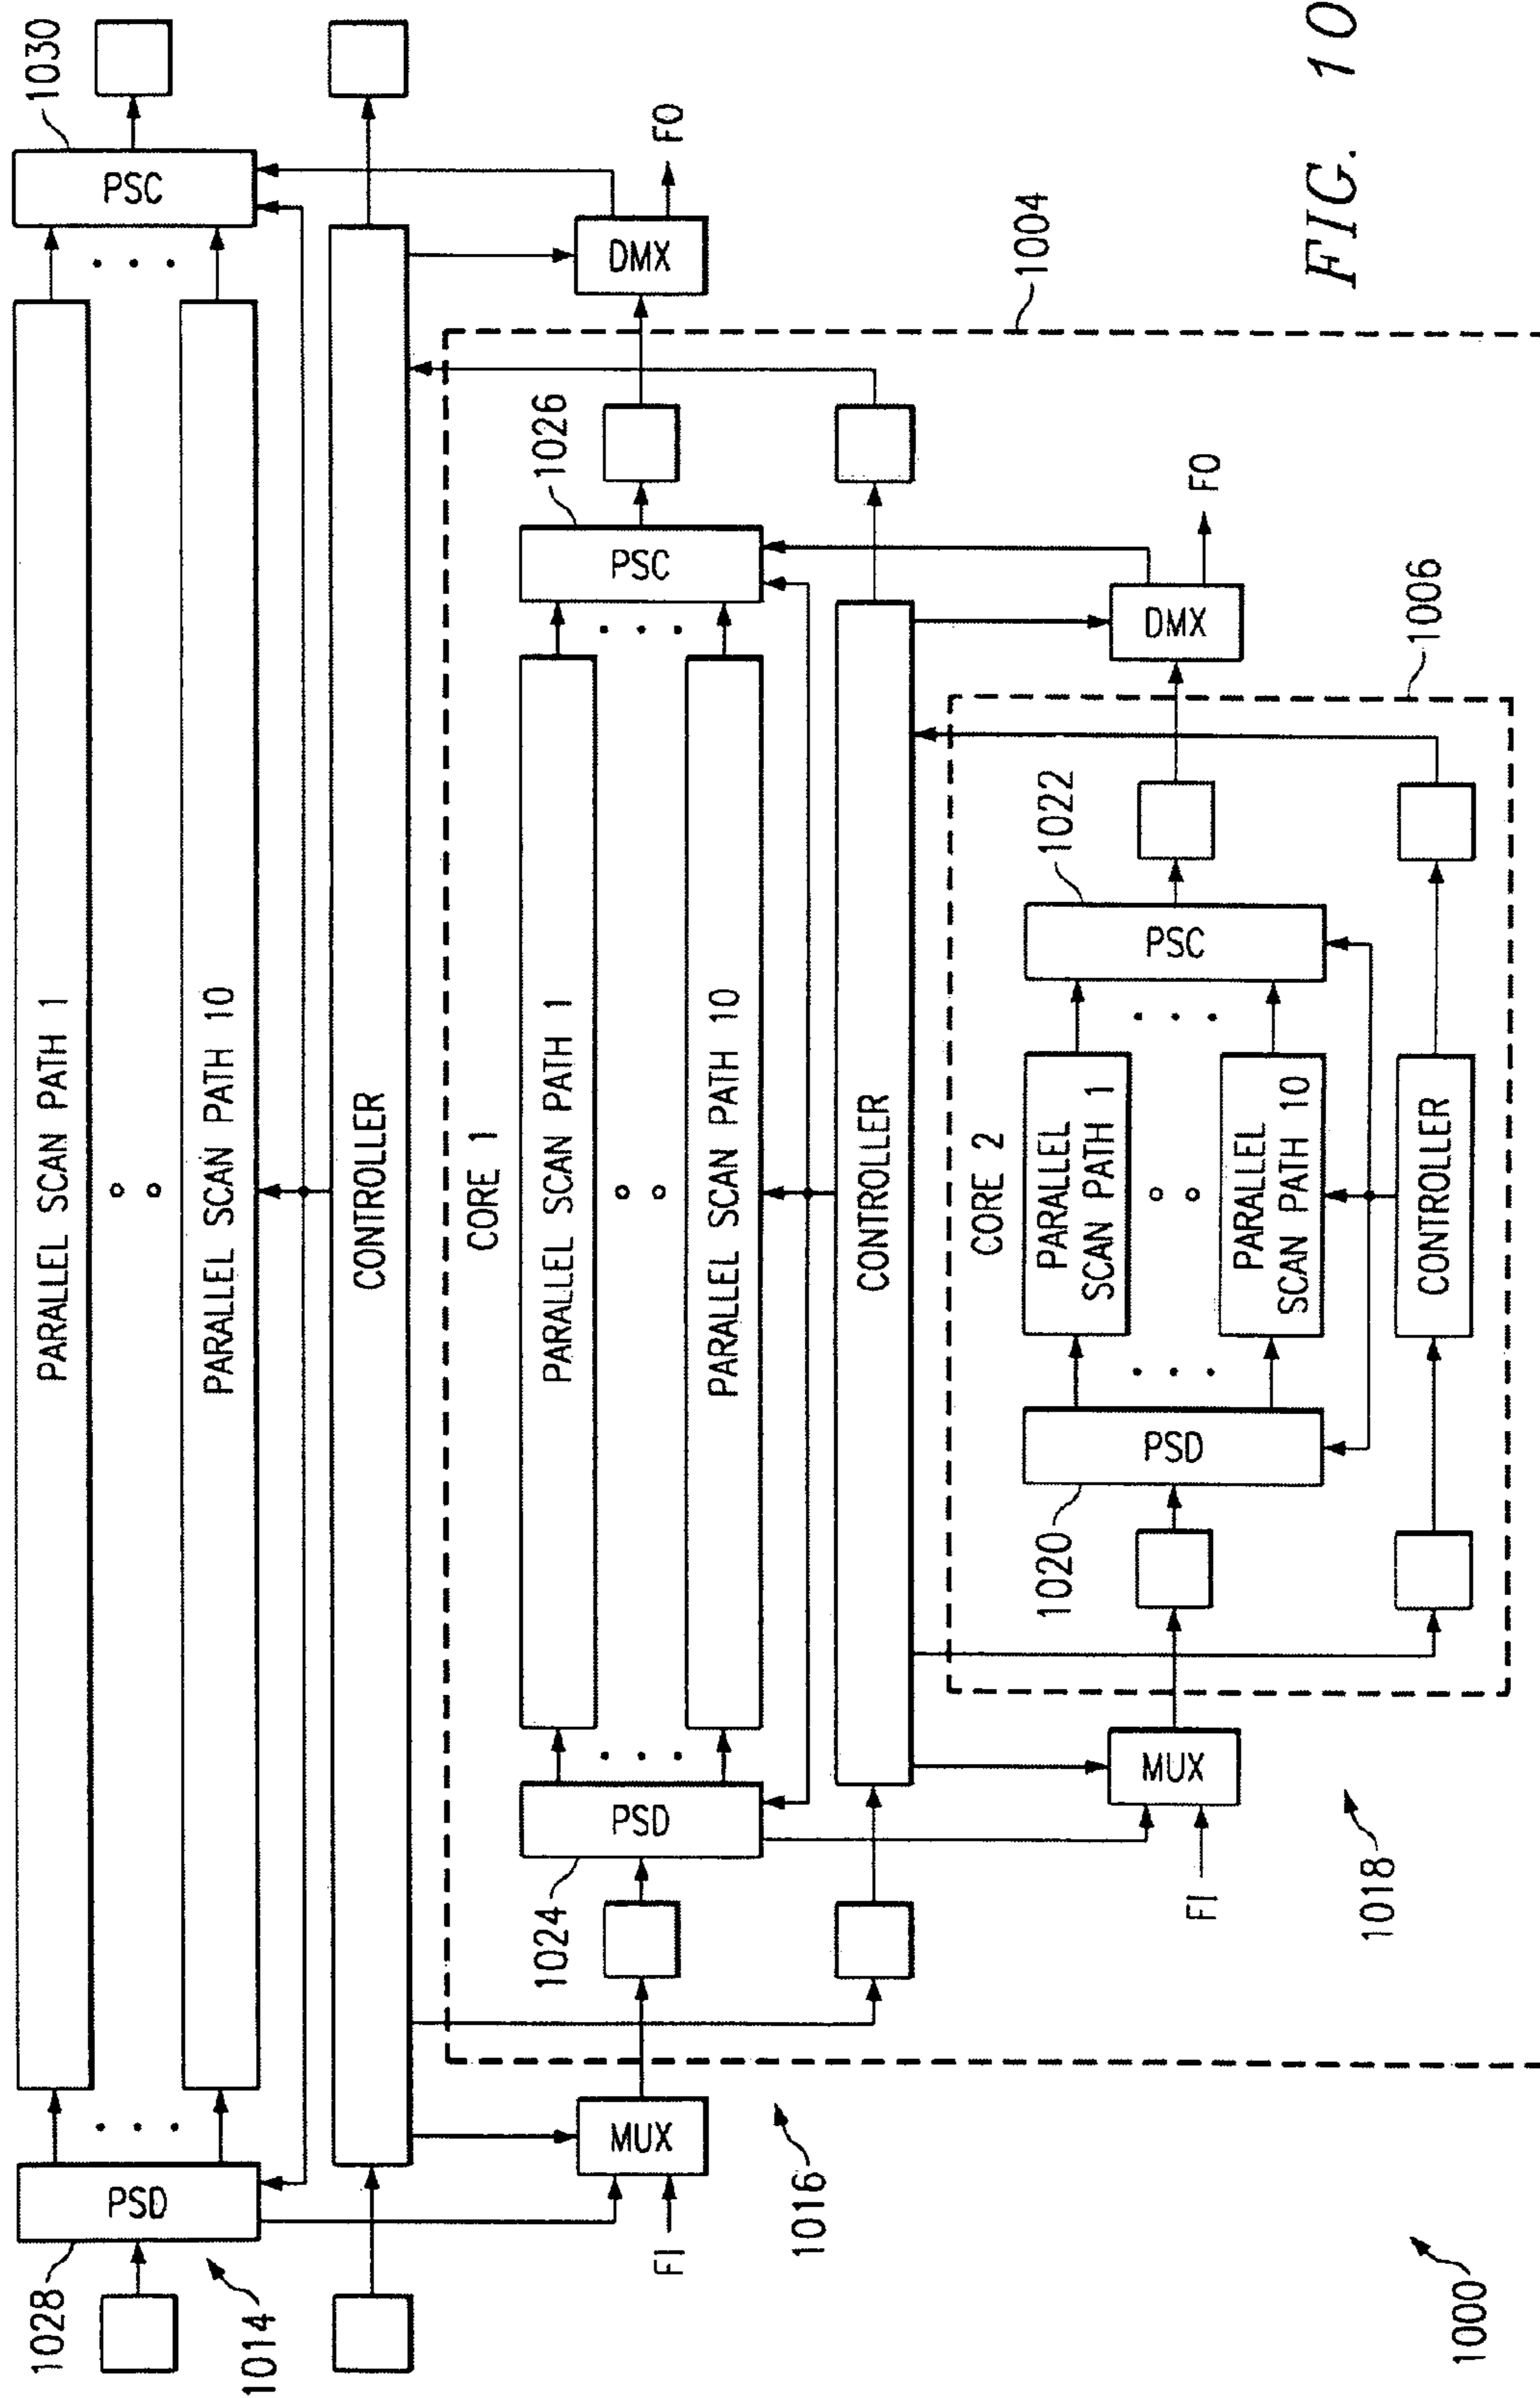 1028
PSD
1014
PARALLEL SCAN PATH 1
PARALLEL SCAN PATH 10
PSC
1030
CONTROLLER
MUX
FI
1016
DMX
FO
1004
CORE 1
1024
PSD
PARALLEL SCAN PATH 1
PARALLEL SCAN PATH 10
PSC
1026
CONTROLLER
MUX
FI
1018
DMX
FO
1006
CORE 2
1020
PSD
PARALLEL
SCAN PATH 1
PARALLEL
SCAN PATH 10
PSC
1022
CONTROLLER
1000
FIG. 10